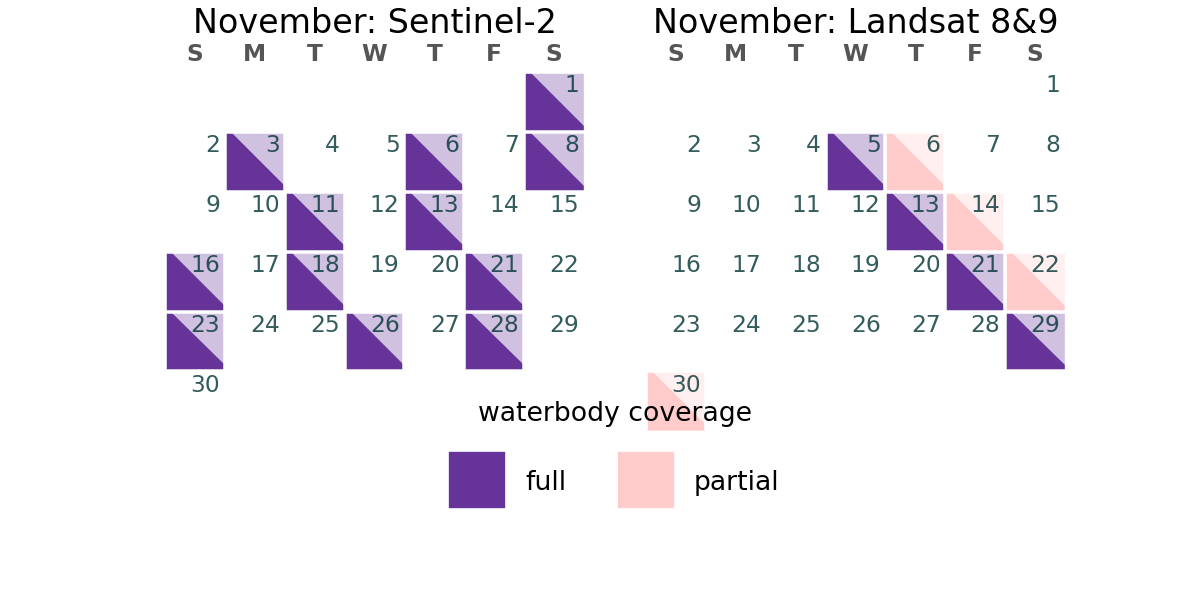 November: Sentinel-2
S M T W T F S
1
2 3 4 5 6 7 8
9 10 11 12 13 14 15
16 17 18 19 20 21 22
23 24 25 26 27 28 29
30
November: Landsat 8&9
S M T W T F S
1
2 3 4 5 6 7 8
9 10 11 12 13 14 15
16 17 18 19 20 21 22
23 24 25 26 27 28 29
30
waterbody coverage
full partial